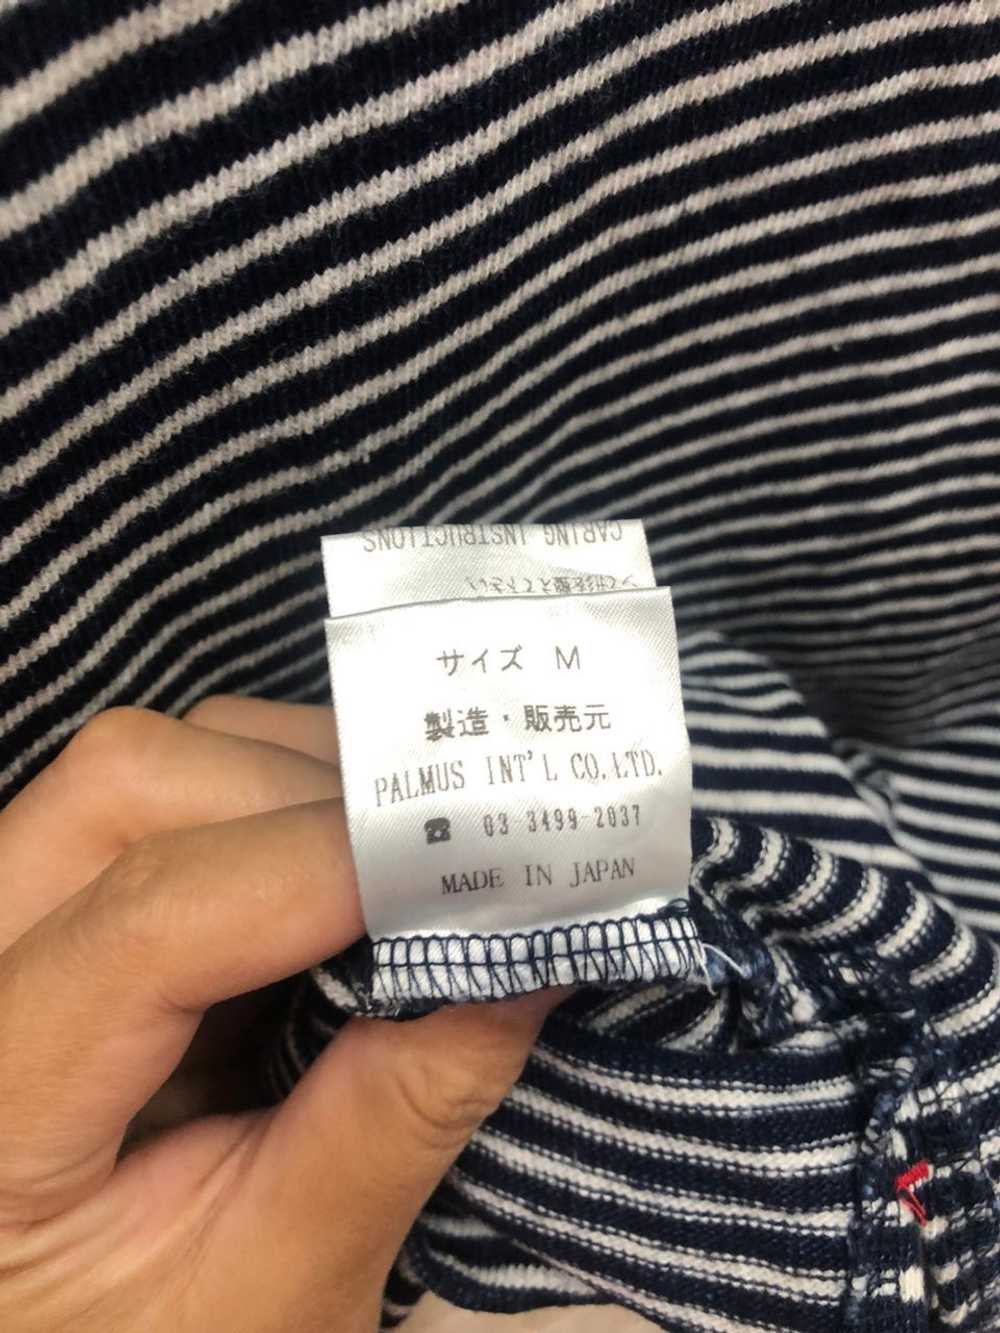 CARING INSTRUCTIONS
サイズ M
製造・販売元
PALMUS INT'L CO.LTD.
☎ 03 3499-2037
MADE IN JAPAN